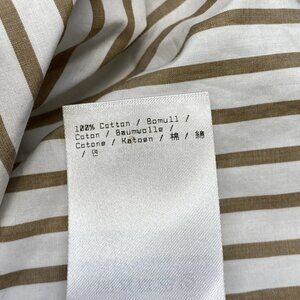 100% Cotton / Bomull /
Coton / Baumwolle /
Cotone / Katoen / 棉 / 綿
/ 면